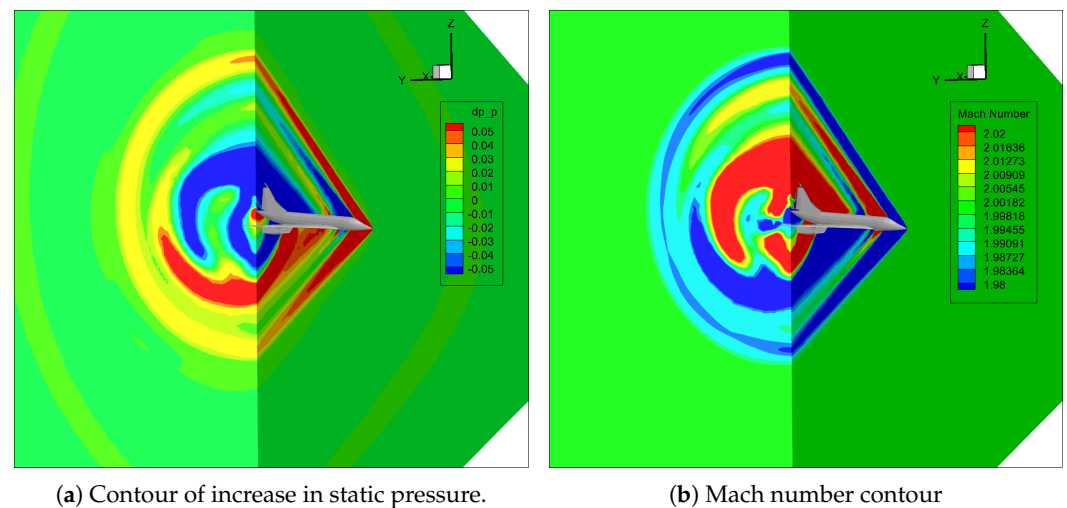 Z
Y
X
dp_p
0.05
0.04
0.03
0.02
0.01
0
-0.01
-0.02
-0.03
-0.04
-0.05
Z
Y
X
Mach Number
2.02
2.01636
2.01273
2.00909
2.00545
2.00182
1.99818
1.99455
1.99091
1.98727
1.98364
1.98
(a) Contour of increase in static pressure.
(b) Mach number contour